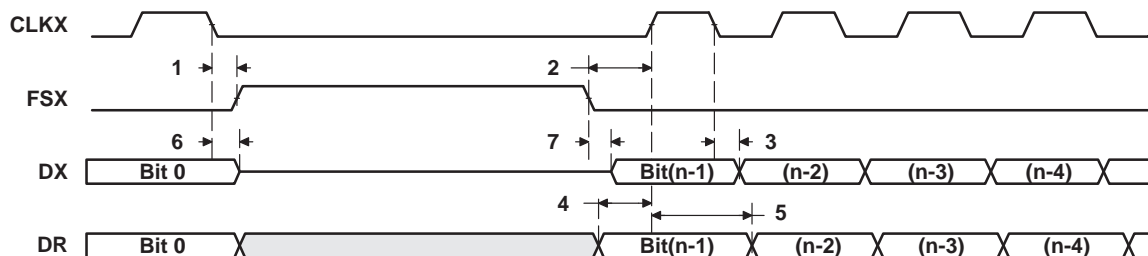 CLKX
1
2
FSX
6
7
3
DX
Bit 0
Bit(n-1)
(n-2)
(n-3)
(n-4)
4
5
DR
Bit 0
Bit(n-1)
(n-2)
(n-3)
(n-4)